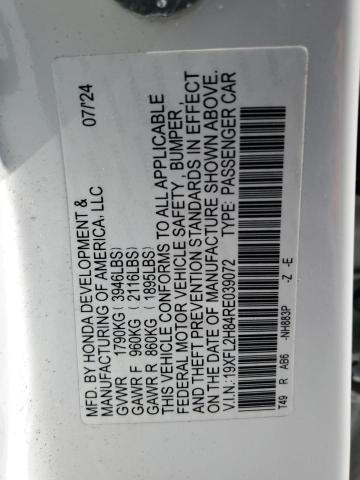 MFD. BY HONDA DEVELOPMENT &
MANUFACTURING OF AMERICA, LLC 07/24
GVWR 1790KG (3946LBS)
GAWR F 960KG (2116LBS)
GAWR R 860KG (1895LBS)
THIS VEHICLE CONFORMS TO ALL APPLICABLE
FEDERAL MOTOR VEHICLE SAFETY, BUMPER,
AND THEFT PREVENTION STANDARDS IN EFFECT
ON THE DATE OF MANUFACTURE SHOWN ABOVE.
V.I.N.:19XFL2H84RE039072 TYPE: PASSENGER CAR
T49 R AB6 -NH883P -Z -E